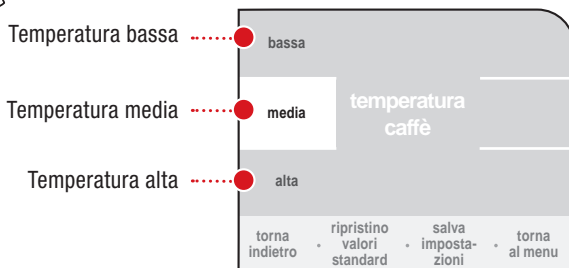 Temperatura bassa
bassa
Temperatura media
media
temperatura
caffè
Temperatura alta
alta
torna
indietro
•
ripristino
valori
standard
•
salva
imposta-
zioni
•
torna
al menu